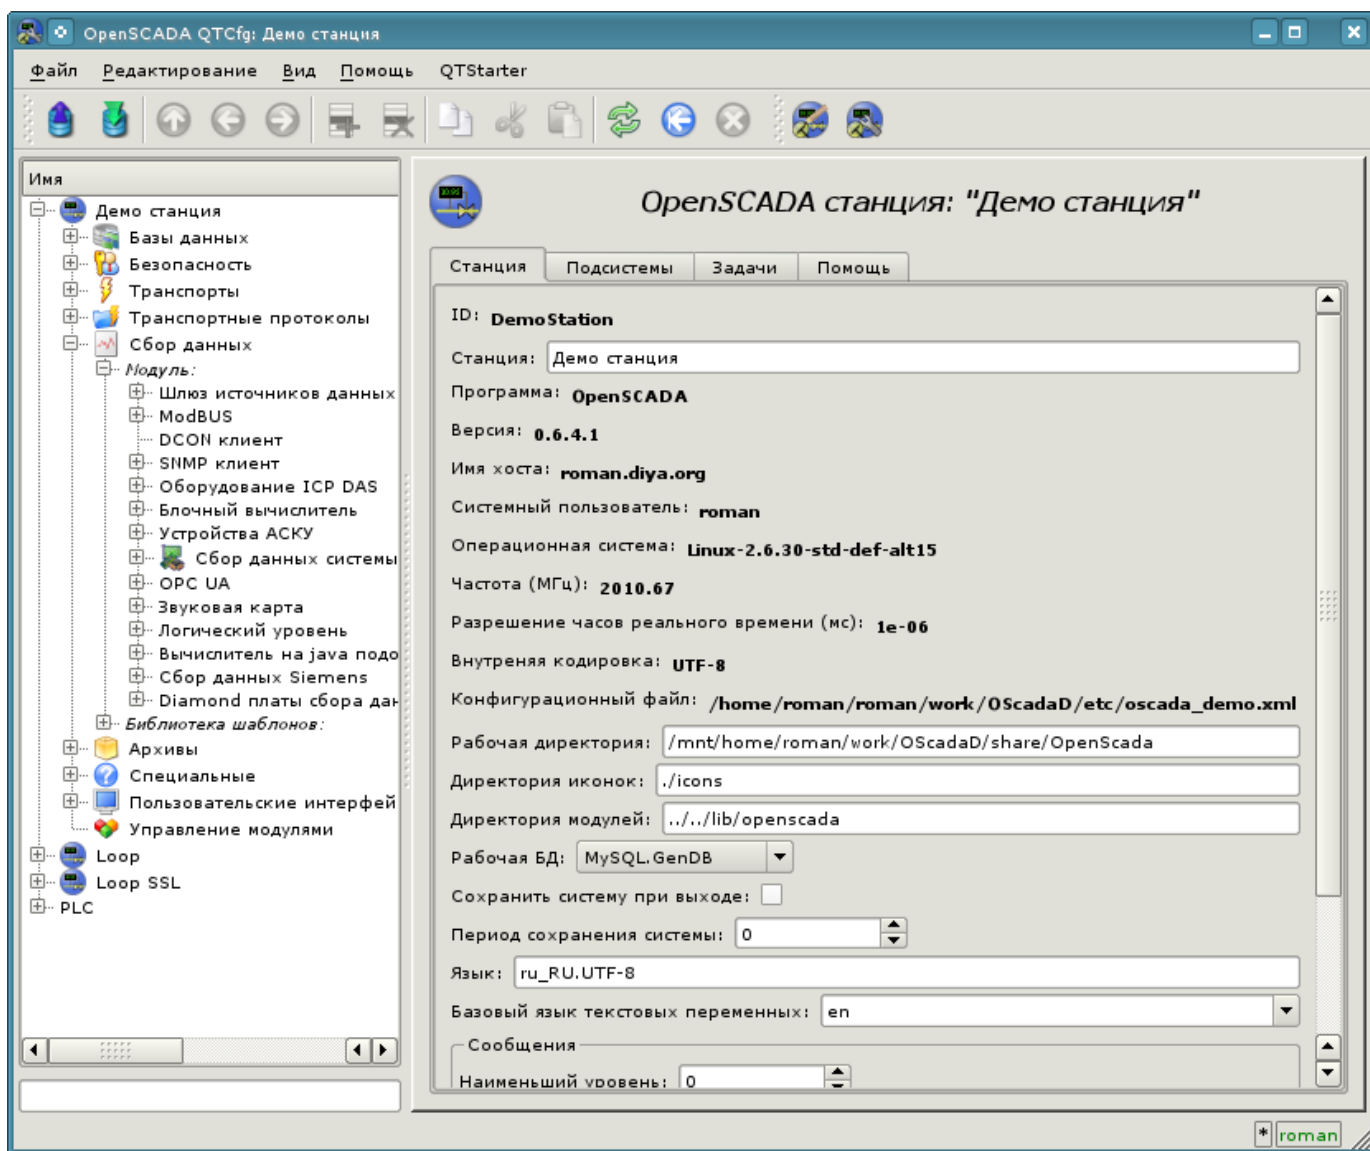 OpenSCADA QTCfg: Демо станция
Файл Редактирование Вид Помощь QTStarter
Имя
Демо станция
Базы данных
Безопасность
Транспорты
Транспортные протоколы
Сбор данных
Модуль:
Шлюз источников данных
ModBUS
DCON клиент
SNMP клиент
Оборудование ICP DAS
Блочный вычислитель
Устройства АСКУ
Сбор данных системы
OPC UA
Звуковая карта
Логический уровень
Вычислитель на java подо
Сбор данных Siemens
Diamond платы сбора дан
Библиотека шаблонов:
Архивы
Специальные
Пользовательские интерфей
Управление модулями
Loop
Loop SSL
PLC
OpenSCADA станция: "Демо станция"
Станция Подсистемы Задачи Помощь
ID: DemoStation
Станция: Демо станция
Программа: OpenSCADA
Версия: 0.6.4.1
Имя хоста: roman.diya.org
Системный пользователь: roman
Операционная система: Linux-2.6.30-std-def-alt15
Частота (МГц): 2010.67
Разрешение часов реального времени (мс): 1e-06
Внутреняя кодировка: UTF-8
Конфигурационный файл: /home/roman/roman/work/OScadaD/etc/oscada_demo.xml
Рабочая директория: /mnt/home/roman/work/OScadaD/share/OpenScada
Директория иконок: ./icons
Директория модулей: ../../lib/openscada
Рабочая БД: MySQL.GenDB
Сохранить систему при выходе:
Период сохранения системы: 0
Язык: ru_RU.UTF-8
Базовый язык текстовых переменных: en
Сообщения
Наименьший уровень: 0
* roman